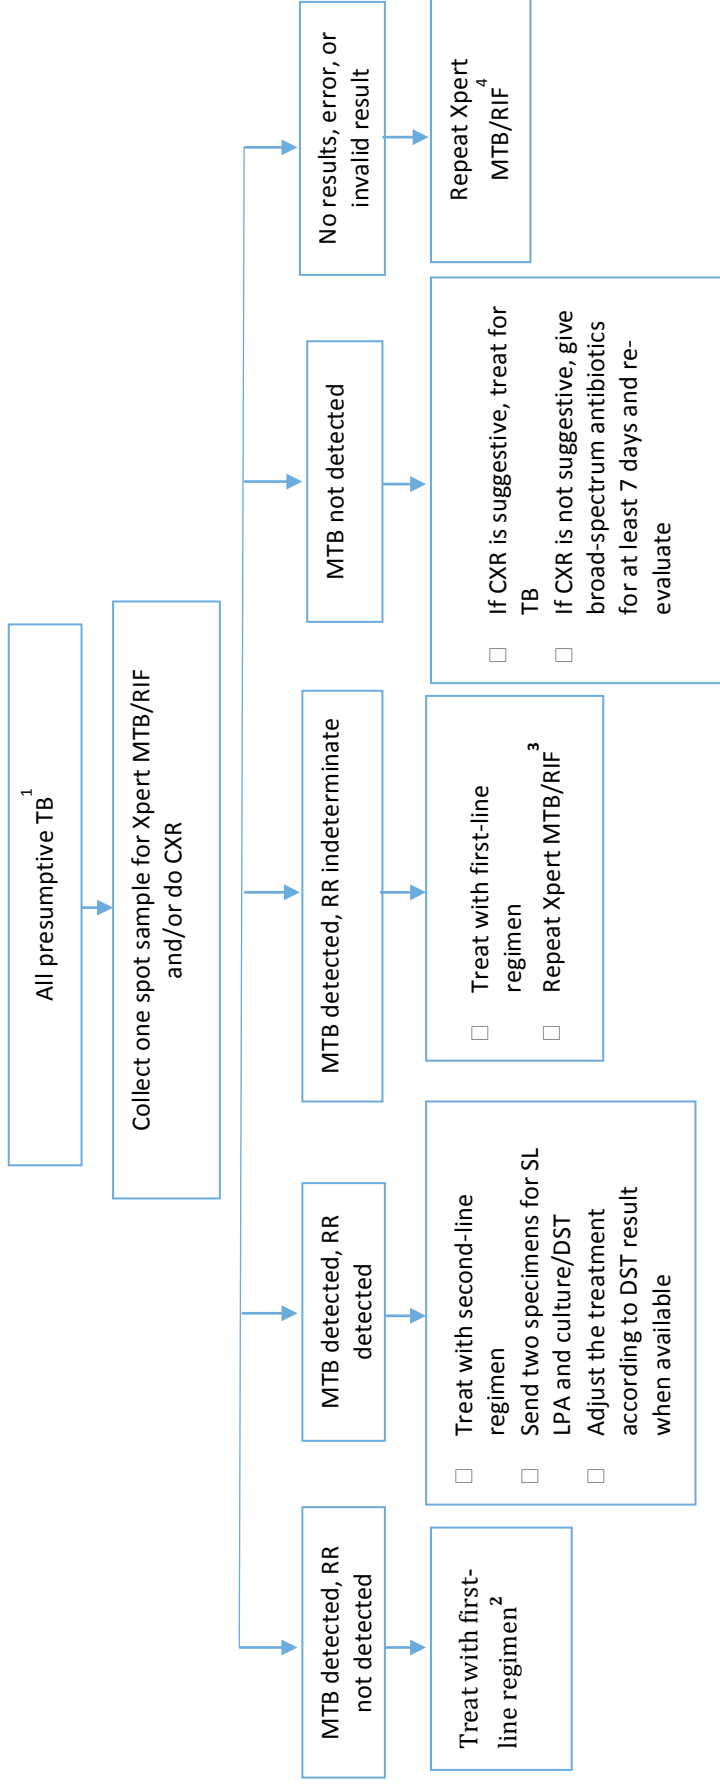 All presumptive TB¹
Collect one spot sample for Xpert MTB/RIF
and/or do CXR
MTB detected, RR
not detected
MTB detected, RR
detected
MTB detected, RR indeterminate
MTB not detected
No results, error, or
invalid result
Treat with first-
line regimen²
□ Treat with second-line
regimen
□ Send two specimens for SL
LPA and culture/DST
□ Adjust the treatment
according to DST result
when available
□ Treat with first-line
regimen
□ Repeat Xpert MTB/RIF³
□ If CXR is suggestive, treat for
TB
□ If CXR is not suggestive, give
broad-spectrum antibiotics
for at least 7 days and re-
evaluate
Repeat Xpert
MTB/RIF⁴